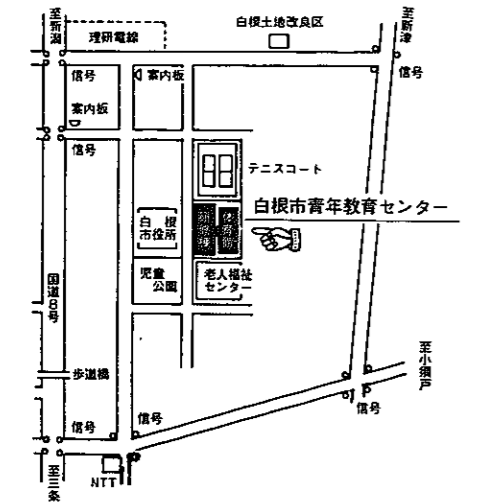 至新潟
理研電線
白根土地改良区
至新津
信号
案内板
信号
案内板
信号
テニスコート
白根市青年教育センター
白根
市役所
児童
公園
老人福祉
センター
国道8号
至小須戸
歩道橋
信号
信号
信号
NTT
至三条